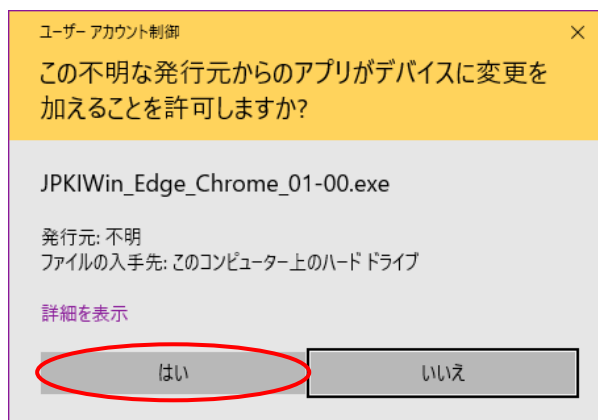 ユーザー アカウント制御
この不明な発行元からのアプリがデバイスに変更を
加えることを許可しますか?
JPKIWin_Edge_Chrome_01-00.exe
発行元: 不明
ファイルの入手先: このコンピューター上のハード ドライブ
詳細を表示
はい
いいえ